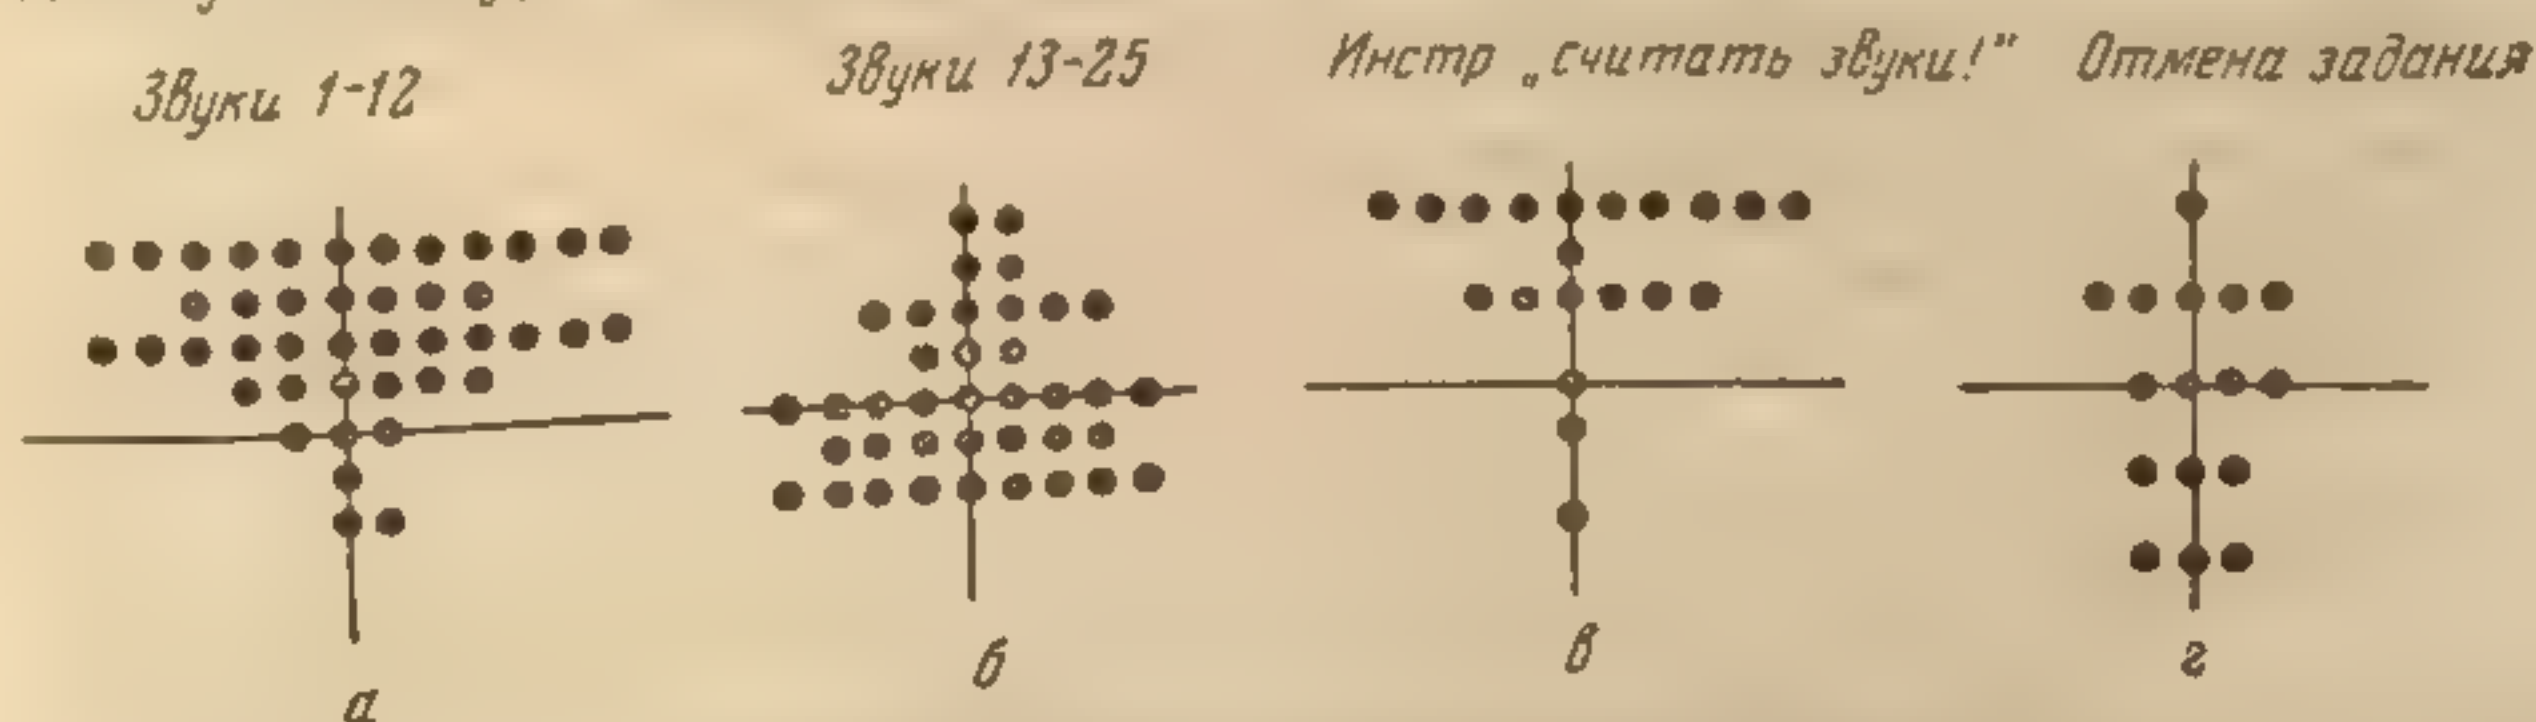 Звуки 1-12
Звуки 13-25
Инстр „считать звуки!”
Отмена задания
а
б
в
г